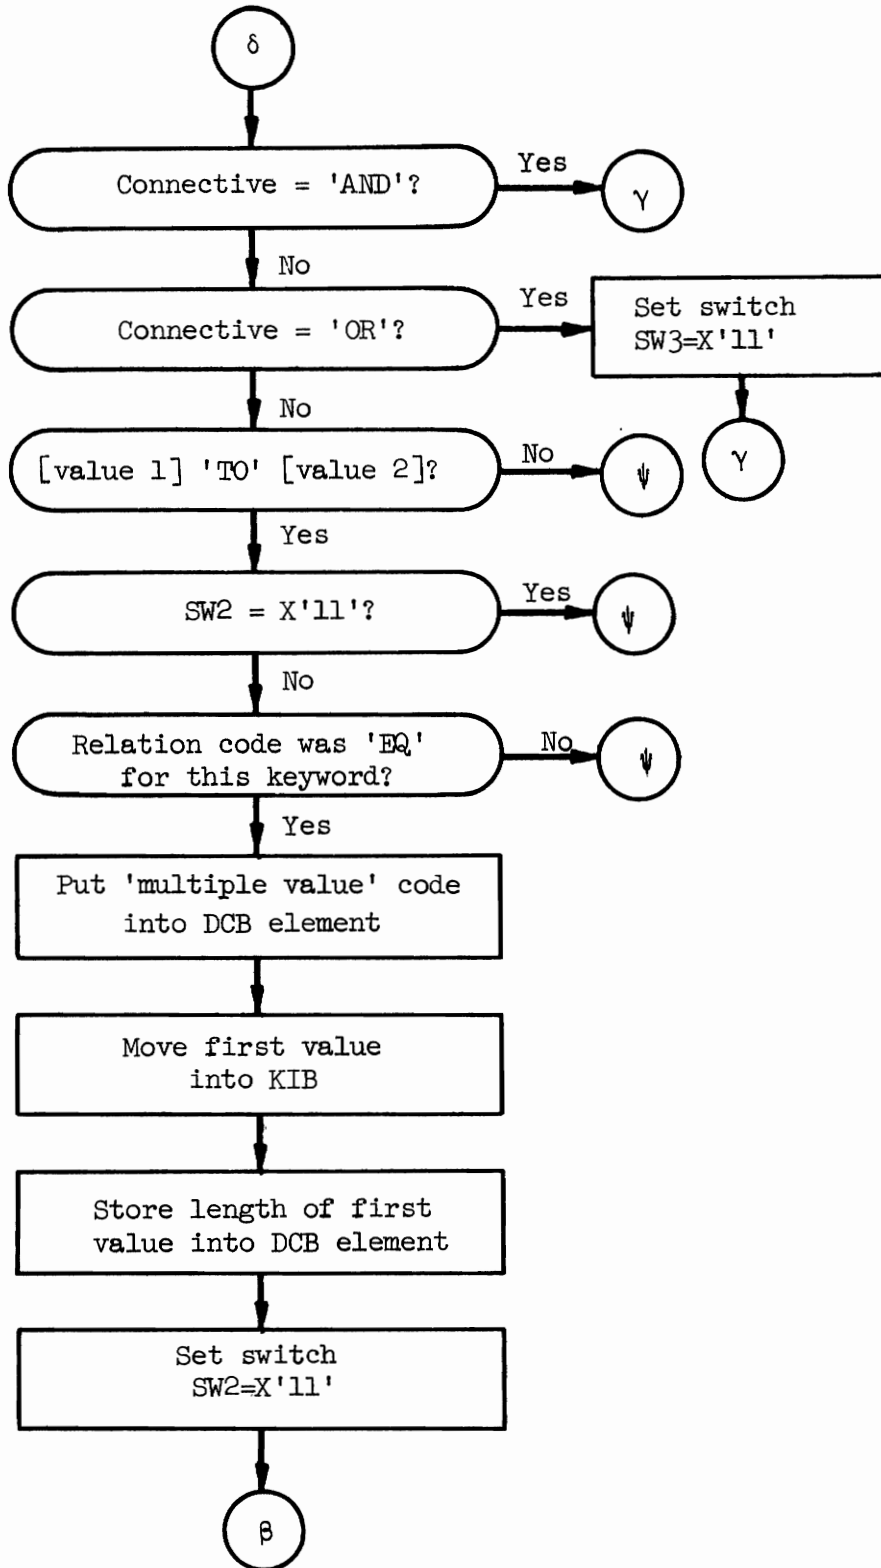 δ
Connective = 'AND'?
Yes
γ
No
Connective = 'OR'?
Yes
Set switch
SW3=X'11'
γ
No
[value 1] 'TO' [value 2]?
No
ψ
Yes
SW2 = X'11'?
Yes
ψ
No
Relation code was 'EQ'
for this keyword?
No
ψ
Yes
Put 'multiple value' code
into DCB element
Move first value
into KIB
Store length of first
value into DCB element
Set switch
SW2=X'11'
β